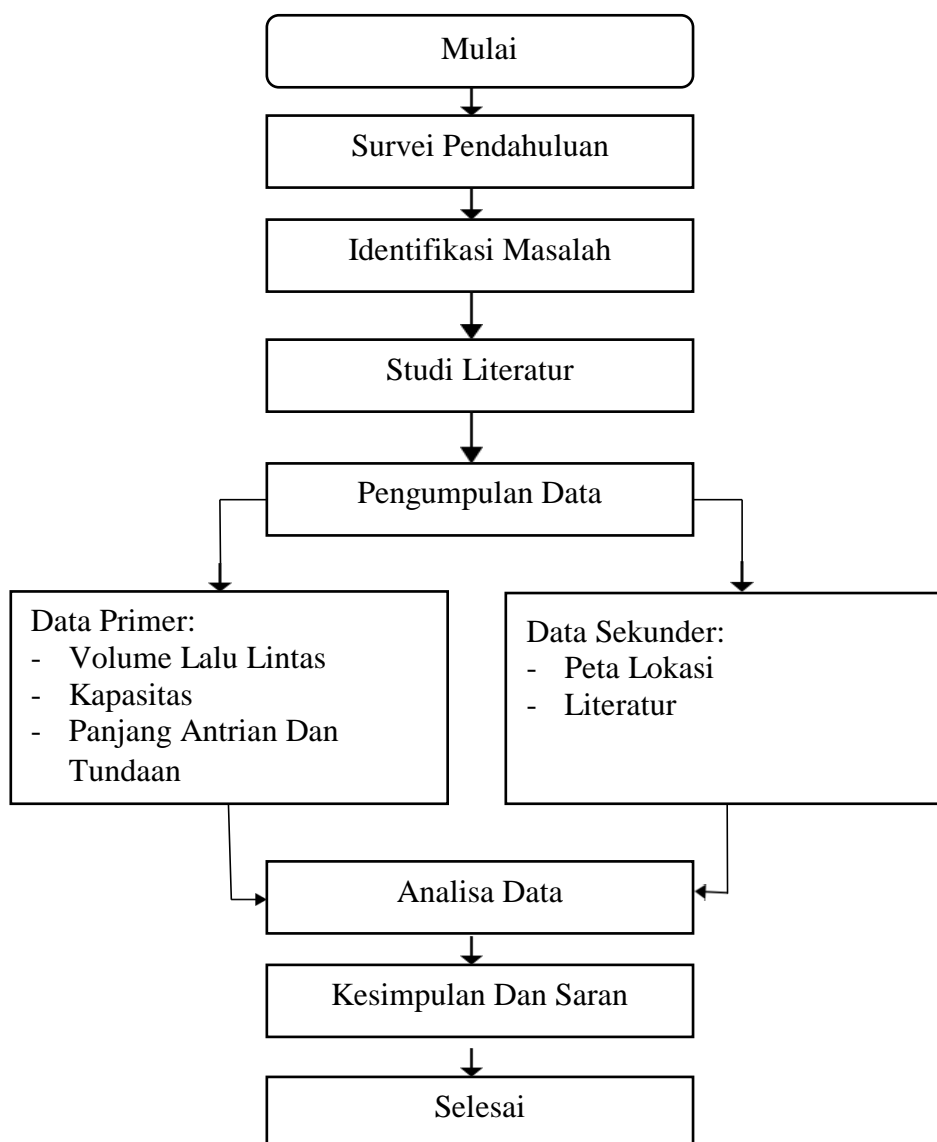 Mulai
Survei Pendahuluan
Identifikasi Masalah
Studi Literatur
Pengumpulan Data
Data Primer:
- Volume Lalu Lintas
- Kapasitas
- Panjang Antrian Dan
Tundaan
Data Sekunder:
- Peta Lokasi
- Literatur
Analisa Data
Kesimpulan Dan Saran
Selesai